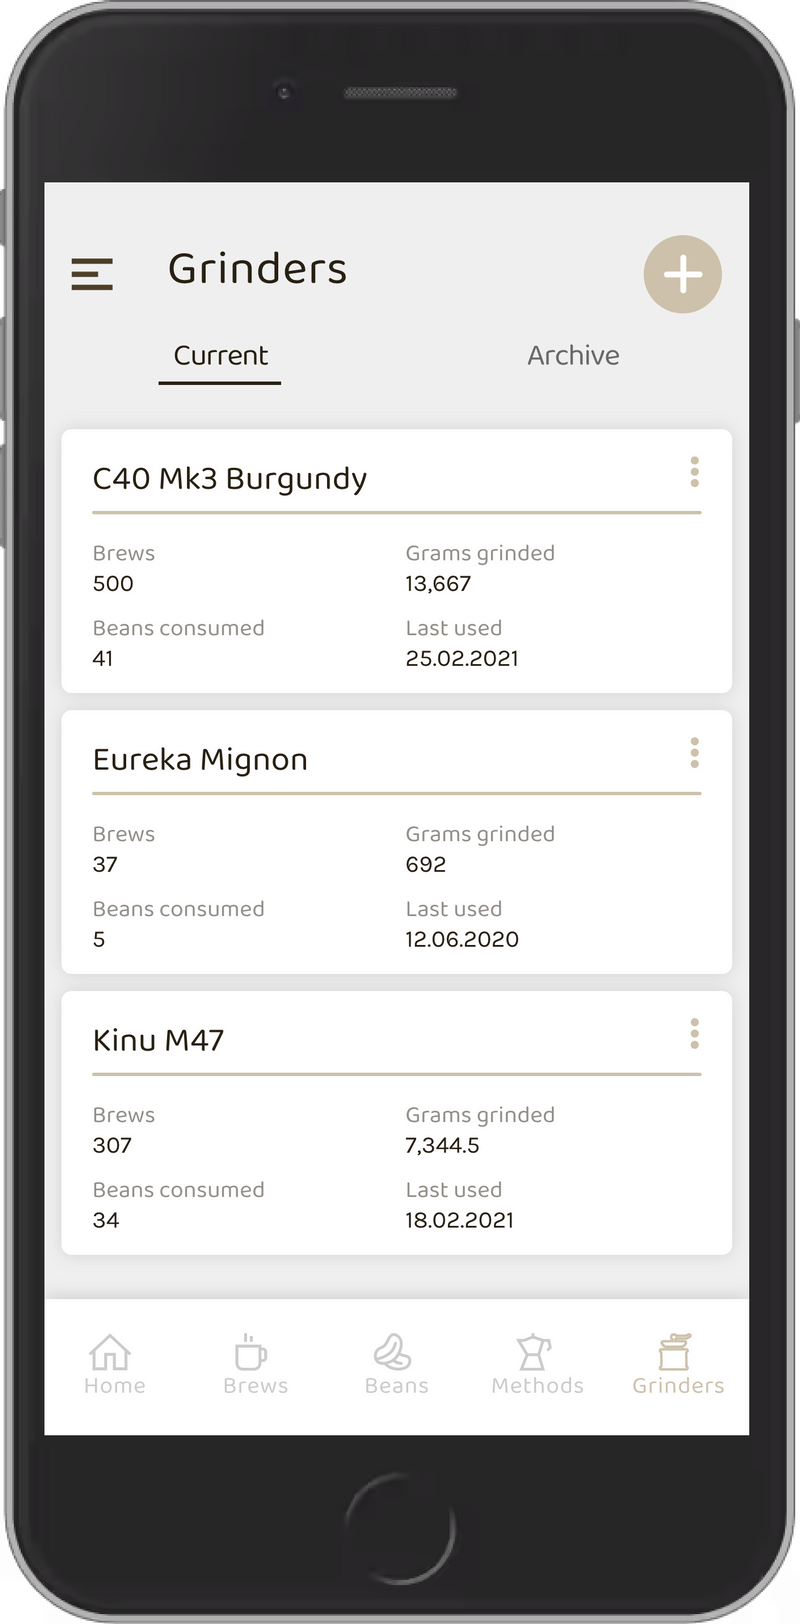 Grinders
Current Archive
C40 Mk3 Burgundy
Brews Grams grinded
500 13,667
Beans consumed Last used
41 25.02.2021
Eureka Mignon
Brews Grams grinded
37 692
Beans consumed Last used
5 12.06.2020
Kinu M47
Brews Grams grinded
307 7,344.5
Beans consumed Last used
34 18.02.2021
Home Brews Beans Methods Grinders